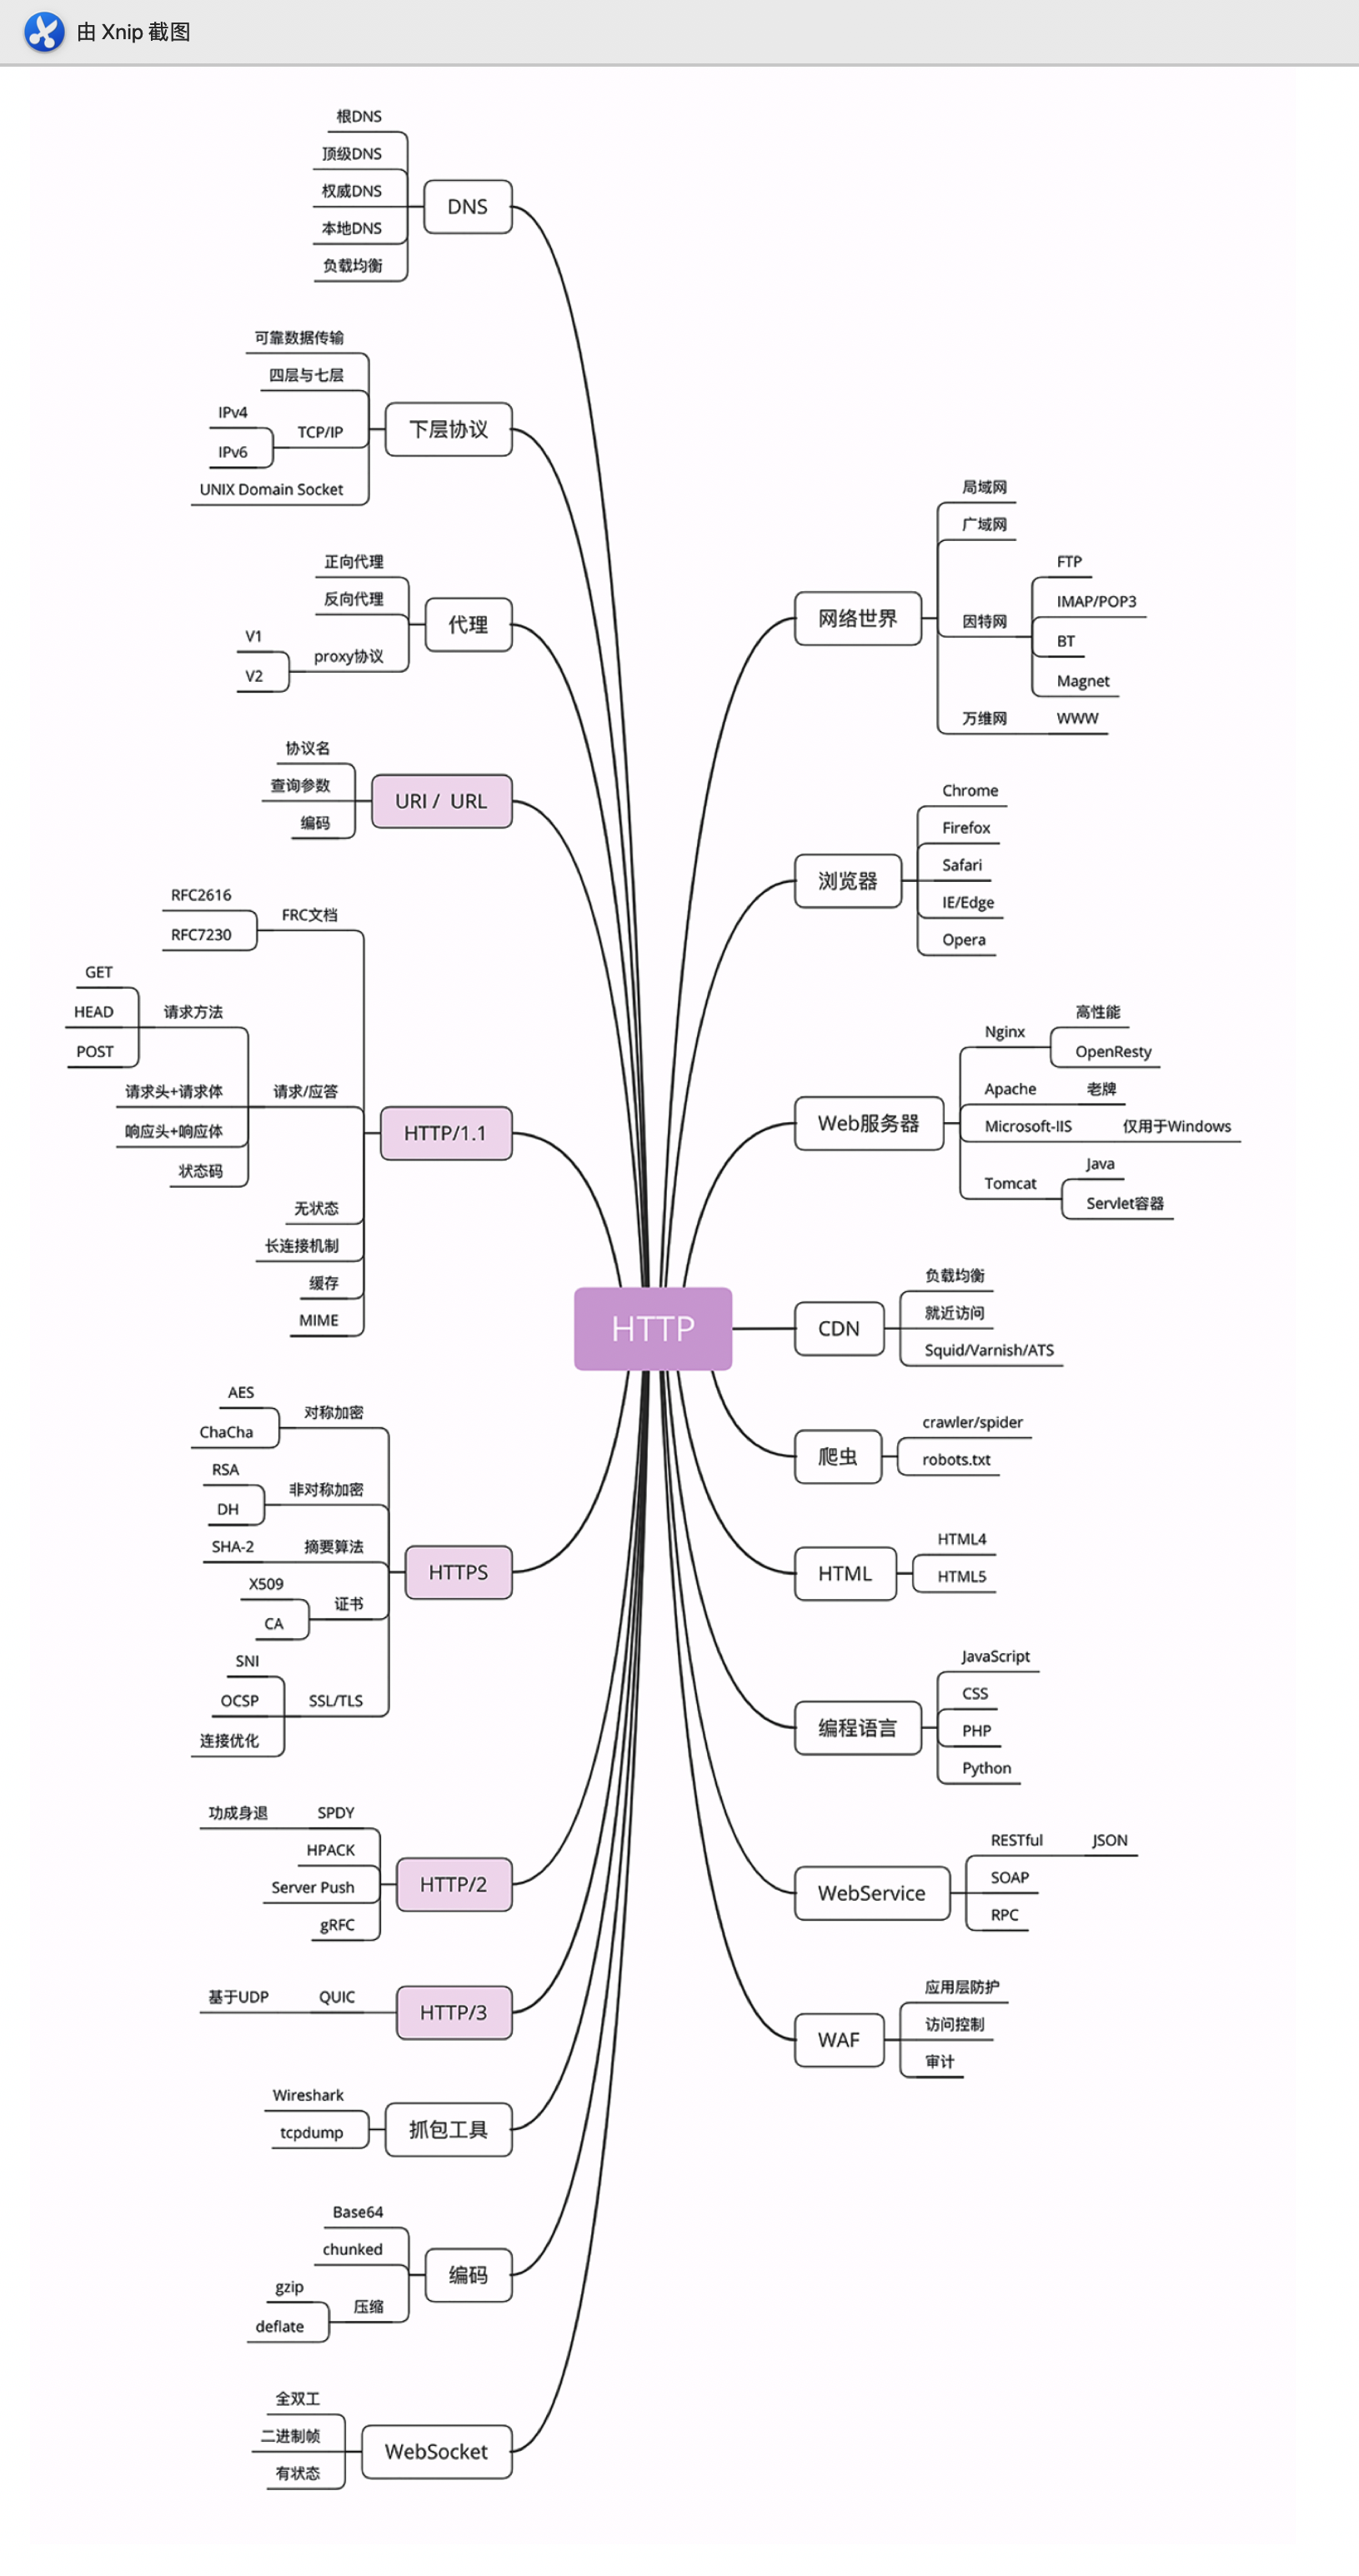 由 Xnip 截图
根DNS
顶级DNS
权威DNS
本地DNS
负载均衡
DNS
可靠数据传输
四层与七层
IPv4
IPv6
TCP/IP
UNIX Domain Socket
下层协议
正向代理
反向代理
V1
V2
proxy协议
代理
协议名
查询参数
编码
URI / URL
RFC2616
RFC7230
FRC文档
GET
HEAD
POST
请求方法
请求头+请求体
响应头+响应体
状态码
请求/应答
无状态
长连接机制
缓存
MIME
HTTP/1.1
AES
ChaCha
对称加密
RSA
DH
非对称加密
SHA-2
摘要算法
X509
CA
证书
SNI
OCSP
连接优化
SSL/TLS
HTTPS
功成身退
SPDY
HPACK
Server Push
gRFC
HTTP/2
基于UDP
QUIC
HTTP/3
Wireshark
tcpdump
抓包工具
Base64
chunked
gzip
deflate
压缩
编码
全双工
二进制帧
有状态
WebSocket
HTTP
网络世界
局域网
广域网
因特网
FTP
IMAP/POP3
BT
Magnet
万维网
WWW
浏览器
Chrome
Firefox
Safari
IE/Edge
Opera
Web服务器
Nginx
高性能
OpenResty
Apache
老牌
Microsoft-IIS
仅用于Windows
Tomcat
Java
Servlet容器
CDN
负载均衡
就近访问
Squid/Varnish/ATS
爬虫
crawler/spider
robots.txt
HTML
HTML4
HTML5
编程语言
JavaScript
CSS
PHP
Python
WebService
RESTful
JSON
SOAP
RPC
WAF
应用层防护
访问控制
审计